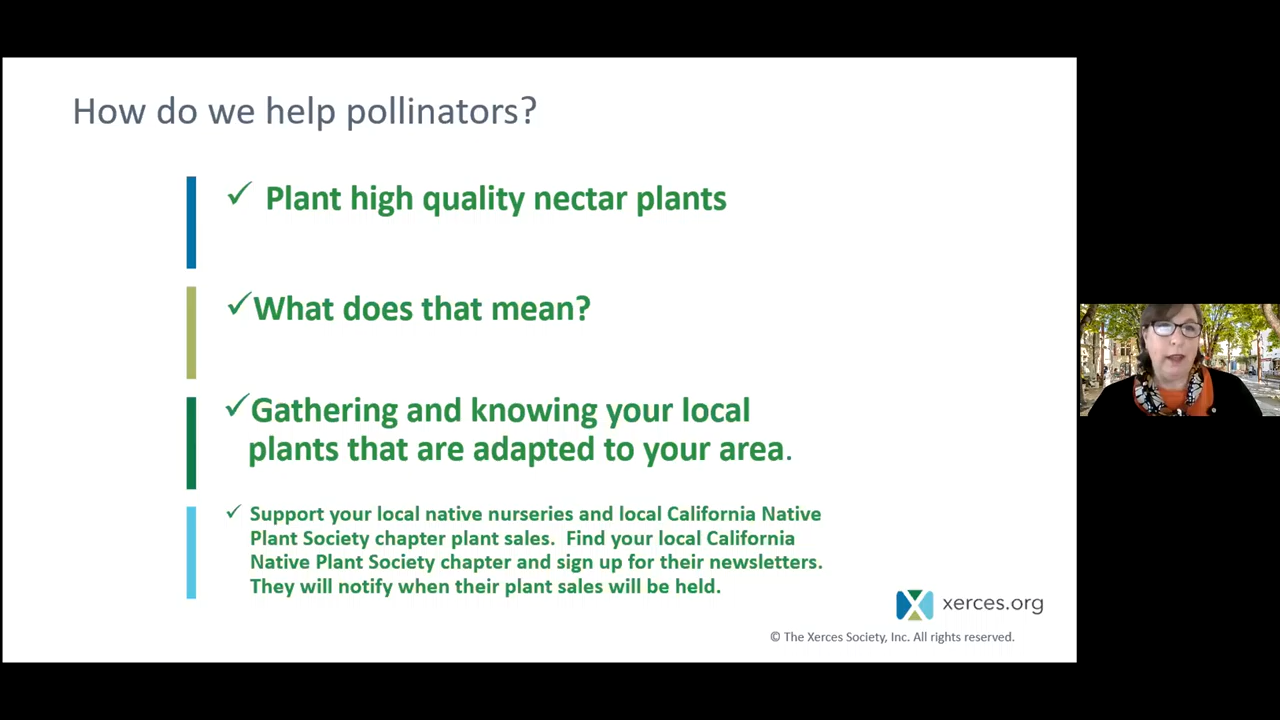 How do we help pollinators?
✓ Plant high quality nectar plants
✓What does that mean?
✓Gathering and knowing your local
plants that are adapted to your area.
✓ Support your local native nurseries and local California Native
Plant Society chapter plant sales.  Find your local California
Native Plant Society chapter and sign up for their newsletters.
They will notify when their plant sales will be held.
xerces.org
© The Xerces Society, Inc. All rights reserved.